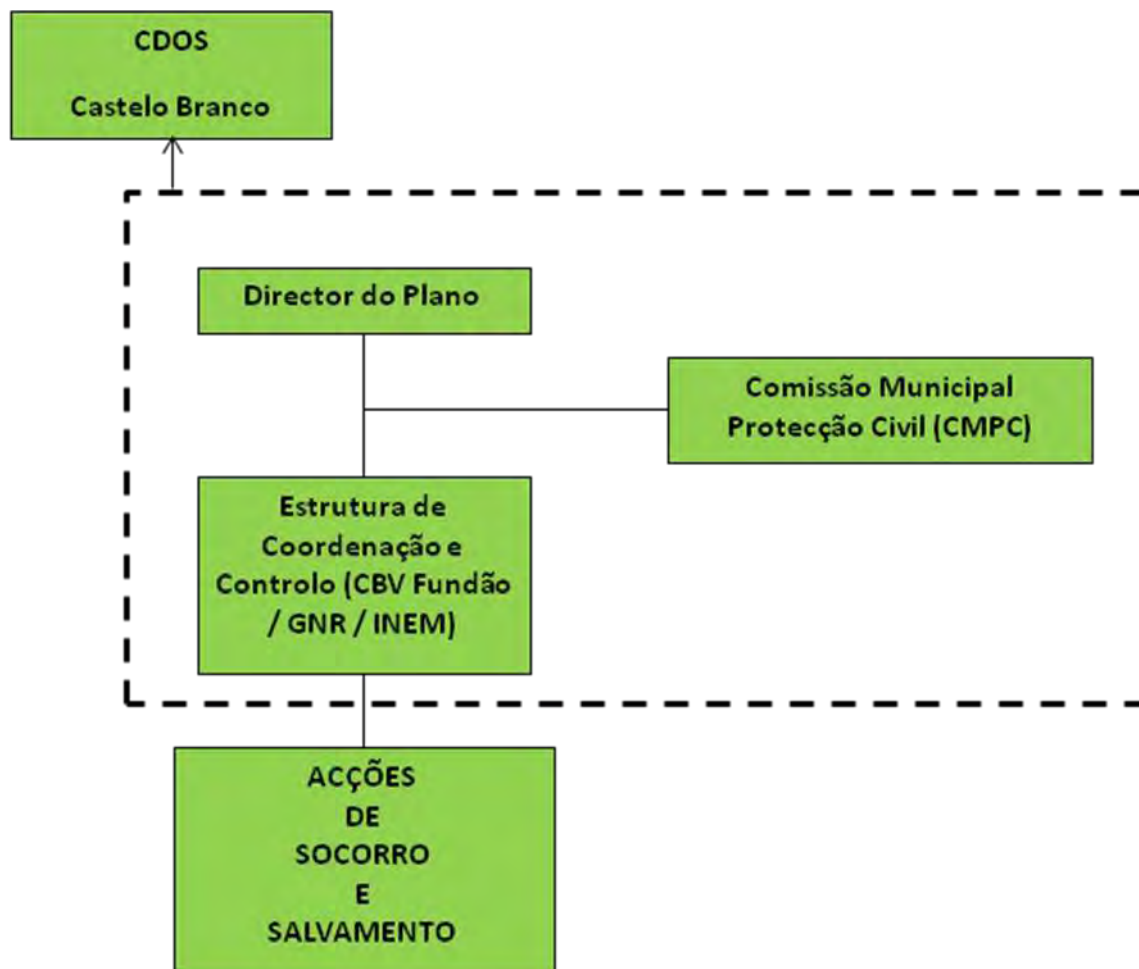 CDOS
Castelo Branco
Director do Plano
Comissão Municipal
Protecção Civil (CMPC)
Estrutura de
Coordenação e
Controlo (CBV Fundão
/ GNR / INEM)
ACÇÕES
DE
SOCORRO
E
SALVAMENTO